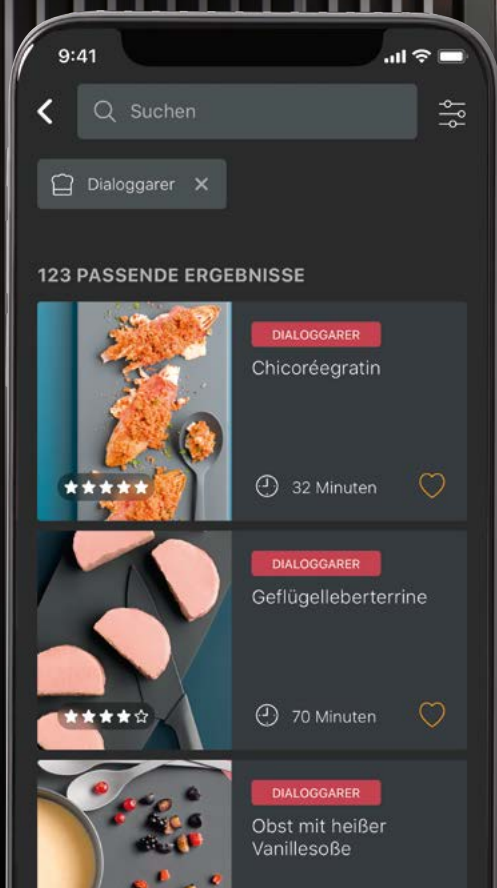 9:41
Suchen
Dialoggarer
123 PASSENDE ERGEBNISSE
DIALOGGARER
Chicoréegratin
32 Minuten
DIALOGGARER
Geflügelleberterrine
70 Minuten
DIALOGGARER
Obst mit heißer
Vanillesoße